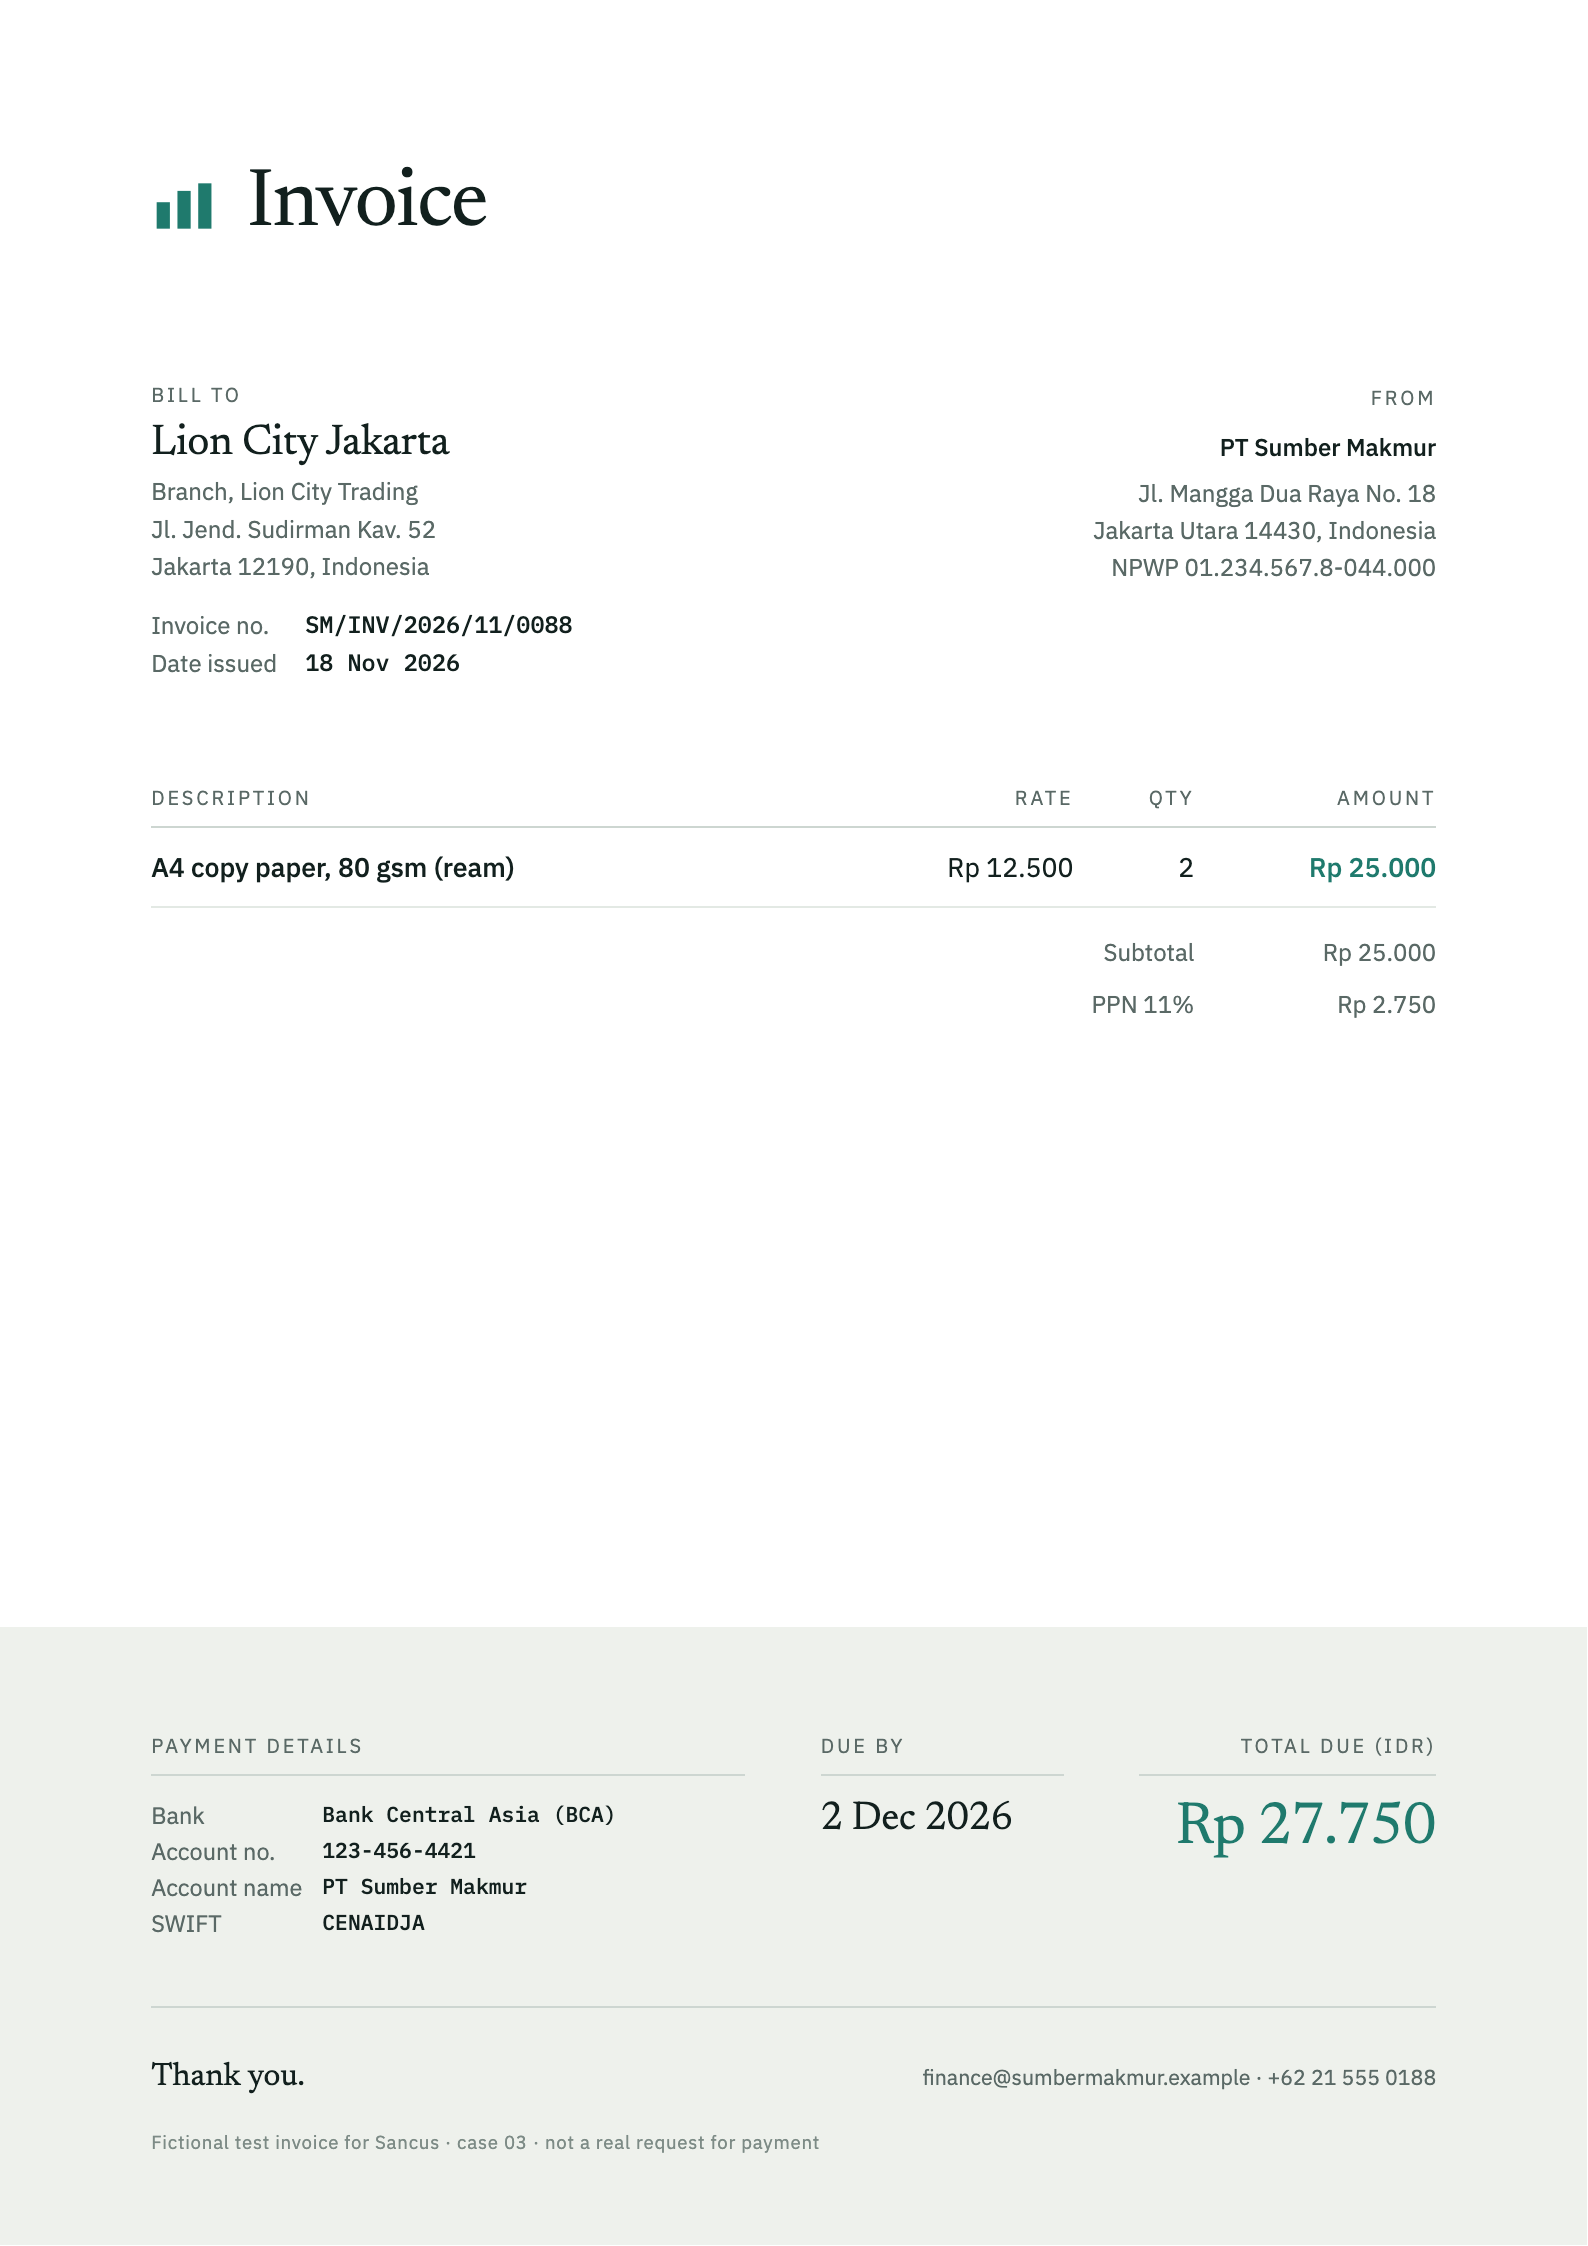 Invoice
BILL TO
Lion City Jakarta
Branch, Lion City Trading
Jl. Jend. Sudirman Kav. 52
Jakarta 12190, Indonesia
Invoice no. SM/INV/2026/11/0088
Date issued 18 Nov 2026
FROM
PT Sumber Makmur
Jl. Mangga Dua Raya No. 18
Jakarta Utara 14430, Indonesia
NPWP 01.234.567.8-044.000
DESCRIPTION RATE QTY AMOUNT
A4 copy paper, 80 gsm (ream) Rp 12.500 2 Rp 25.000
Subtotal Rp 25.000
PPN 11% Rp 2.750
PAYMENT DETAILS
Bank Bank Central Asia (BCA)
Account no. 123-456-4421
Account name PT Sumber Makmur
SWIFT CENAIDJA
DUE BY
2 Dec 2026
TOTAL DUE (IDR)
Rp 27.750
Thank you.
finance@sumbermakmur.example · +62 21 555 0188
Fictional test invoice for Sancus · case 03 · not a real request for payment